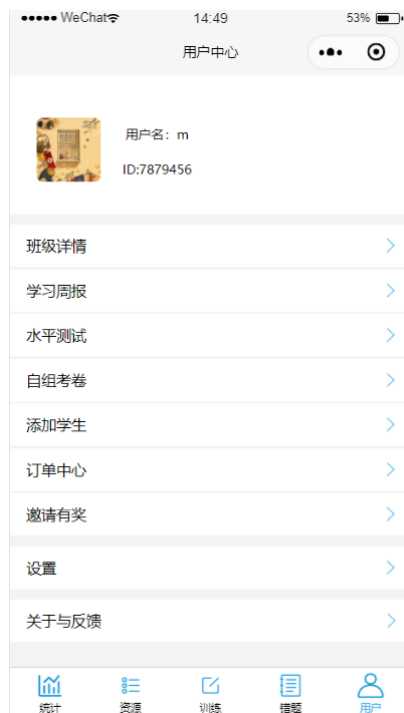 WeChat 14:49 53%
用户中心
用户名：m
ID:7879456
班级详情
学习周报
水平测试
自组考卷
添加学生
订单中心
邀请有奖
设置
关于与反馈
统计 资源 训练 错题 用户